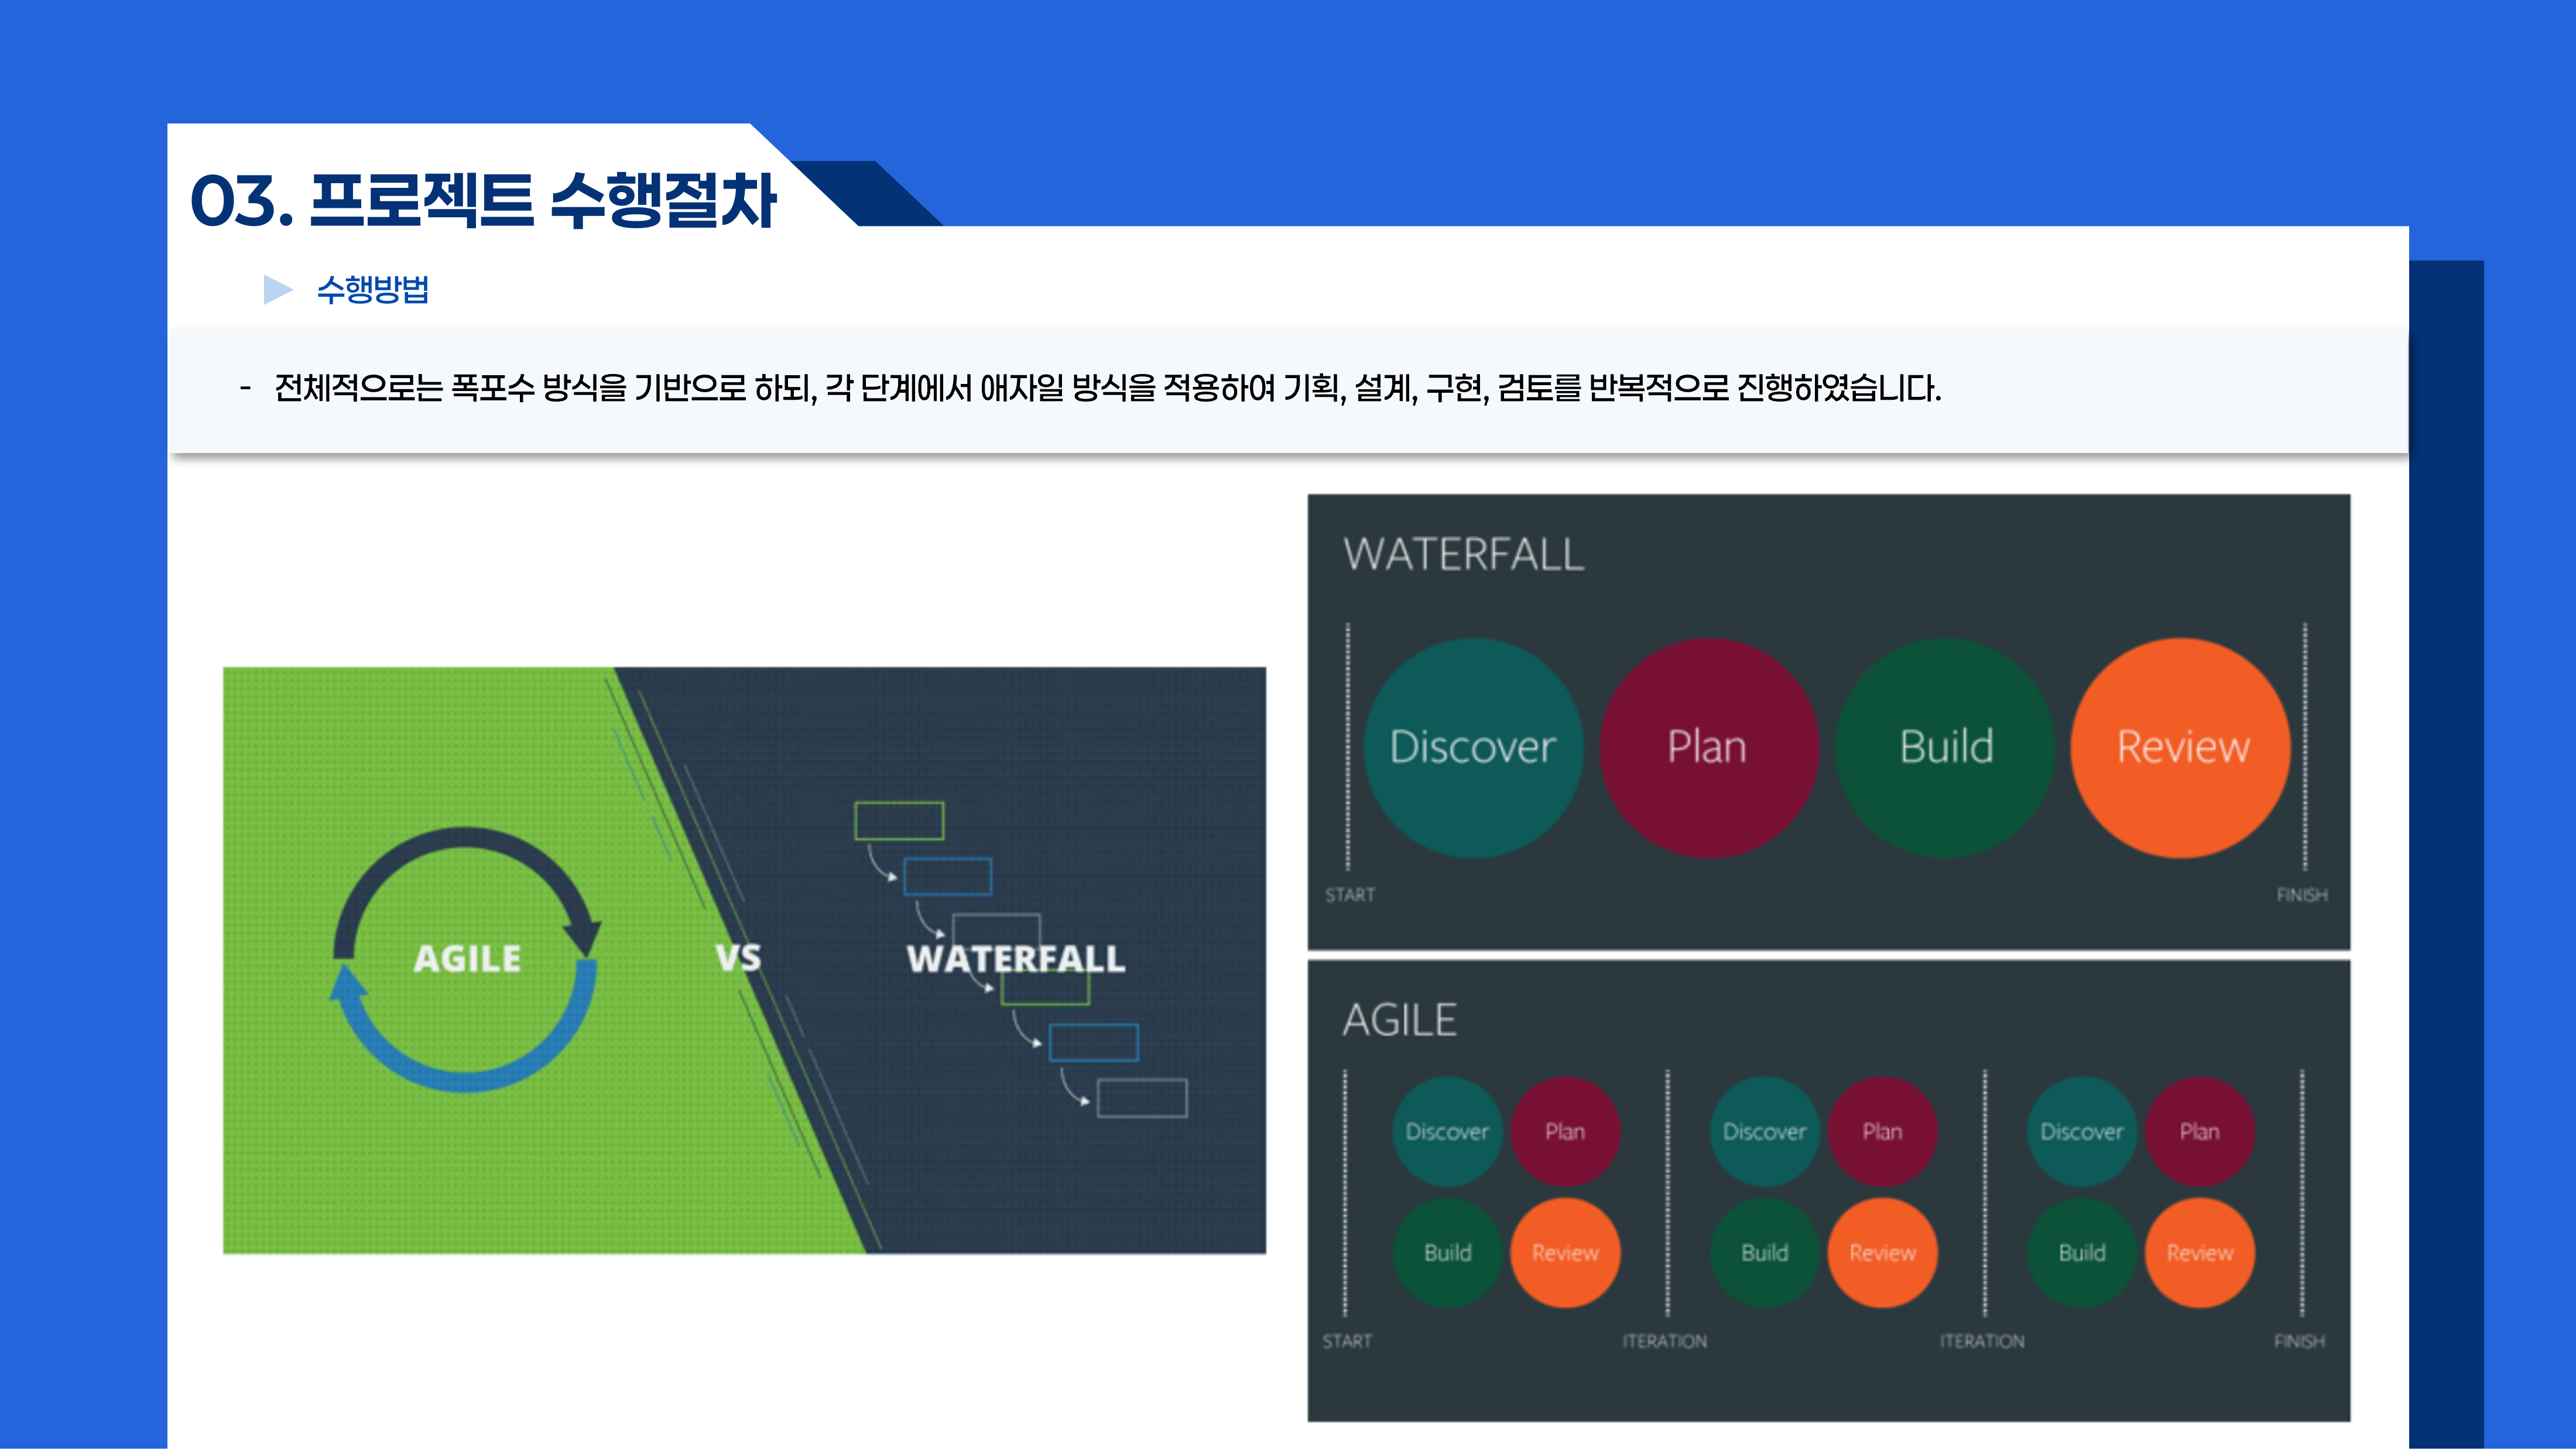 03. 프로젝트 수행절차
수행방법
- 전체적으로는 폭포수 방식을 기반으로 하되, 각 단계에서 애자일 방식을 적용하여 기획, 설계, 구현, 검토를 반복적으로 진행하였습니다.
AGILE VS WATERFALL
WATERFALL
Discover Plan Build Review
START FINISH
AGILE
Discover Plan Discover Plan Discover Plan
Build Review Build Review Build Review
START ITERATION ITERATION FINISH